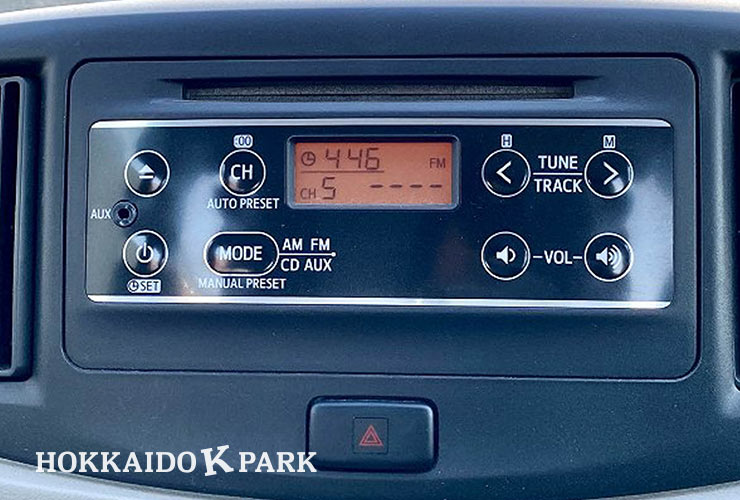 :00
H
M
CH
AUTO PRESET
4:46 FM
CH 5 ----
TUNE
TRACK
AUX
MODE
AM FM
CD AUX
MANUAL PRESET
SET
-VOL-
HOKKAIDO K PARK